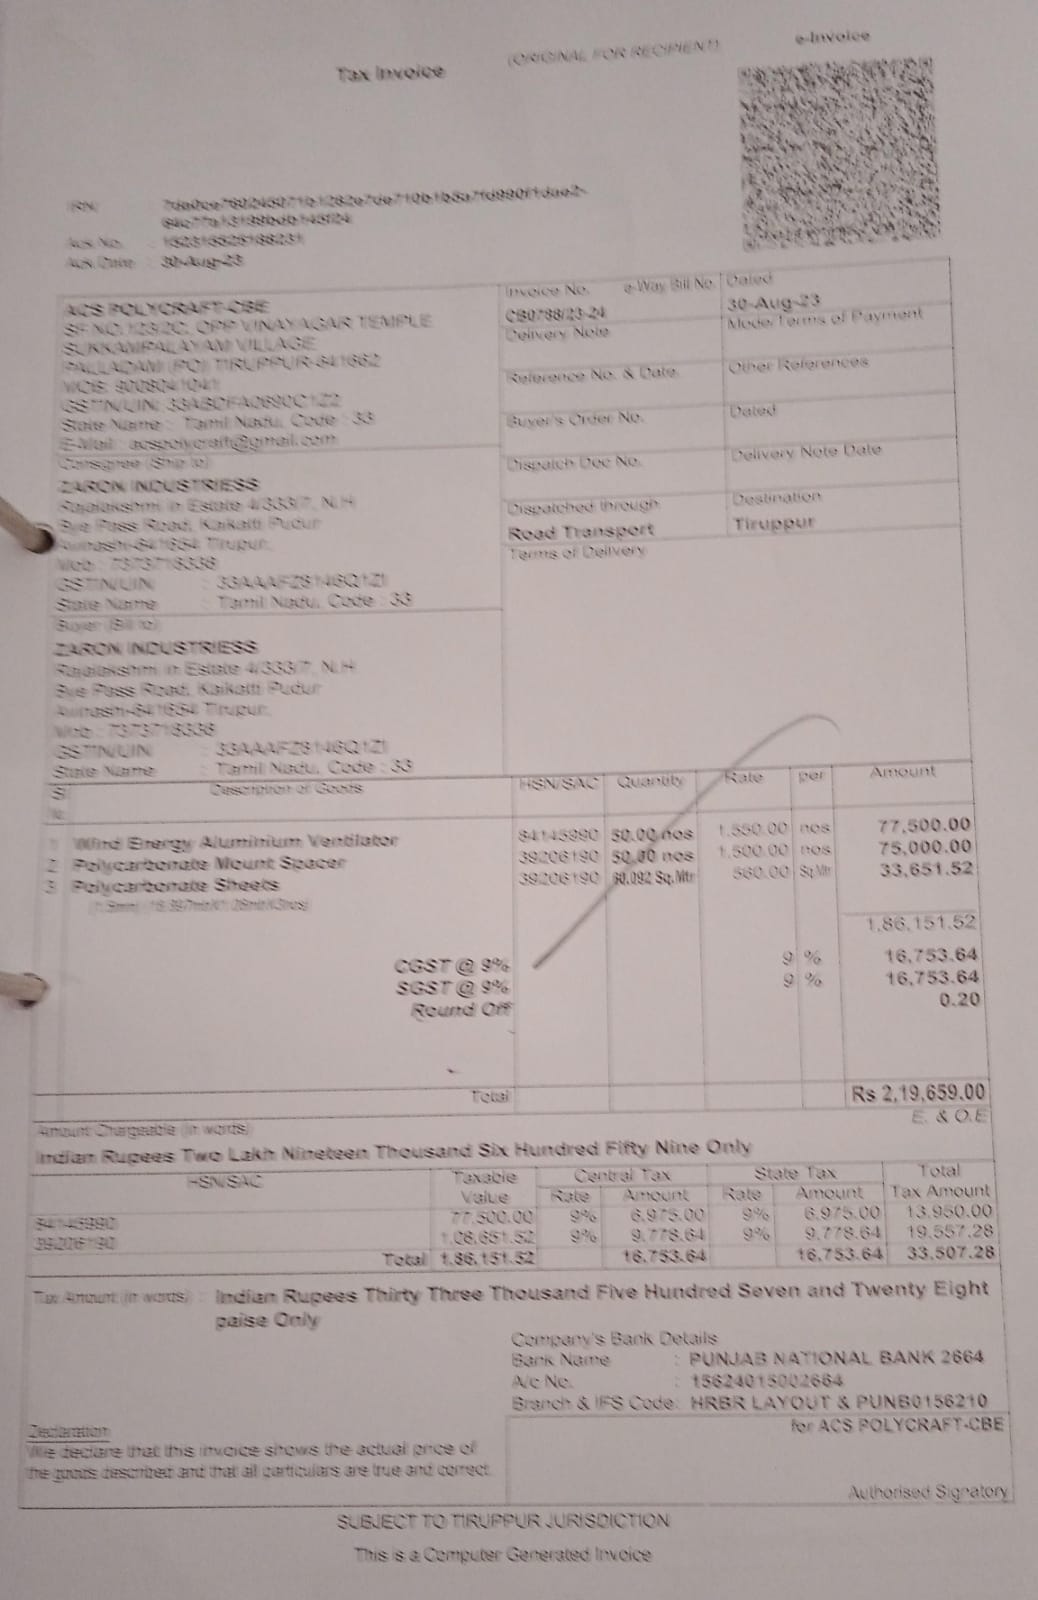 Tax Invoice
(ORIGINAL FOR RECIPIENT)
e-Invoice
IRN
Ack No. :
Ack Date : 30-Aug-23
ACS POLYCRAFT-CBE
SF NO.123/2C, OPP VINAYAGAR TEMPLE
SUKKAMPALAYAM VILLAGE
PALLADAM (PO) TIRUPPUR-641662
MOB: 9008041041
GSTIN/UIN: 33ABDFA0690C1Z2
State Name : Tamil Nadu, Code : 33
E-Mail : acspolycraft@gmail.com
Invoice No. e-Way Bill No. Dated
CB0788/23-24 30-Aug-23
Delivery Note Mode/Terms of Payment
Reference No. & Date. Other References
Buyer's Order No. Dated
Dispatch Doc No. Delivery Note Date
Dispatched through Destination
Road Transport Tiruppur
Terms of Delivery
Consignee (Ship to)
ZARON INDUSTRIESS
Rajalakshmi in Estate 4/333/7, N.H
Bye Pass Road, Kaikatti Pudur
Avinashi-641654 Tirupur.
Mob : 7373718338
GSTIN/UIN : 33AAAFZ8146Q1ZI
State Name : Tamil Nadu, Code : 33
Buyer (Bill to)
ZARON INDUSTRIESS
Rajalakshmi in Estate 4/333/7, N.H
Bye Pass Road, Kaikatti Pudur
Avinashi-641654 Tirupur.
Mob : 7373718338
GSTIN/UIN : 33AAAFZ8146Q1ZI
State Name : Tamil Nadu, Code : 33
Sl Description of Goods HSN/SAC Quantity Rate per Amount
No.
1 Wind Energy Aluminium Ventilator 84145990 50.00 nos 1,550.00 nos 77,500.00
2 Polycarbonate Mount Spacer 39206190 50.00 nos 1,500.00 nos 75,000.00
3 Polycarbonate Sheets 39206190 60.092 Sq.Mtr 560.00 Sq.Mtr 33,651.52
1,86,151.52
CGST @ 9% 9 % 16,753.64
SGST @ 9% 9 % 16,753.64
Round Off 0.20
Total Rs 2,19,659.00
Amount Chargeable (in words) E. & O.E
Indian Rupees Two Lakh Nineteen Thousand Six Hundred Fifty Nine Only
HSN/SAC Taxable Central Tax State Tax Total
Value Rate Amount Rate Amount Tax Amount
84145990 77,500.00 9% 6,975.00 9% 6,975.00 13,950.00
39206190 1,08,651.52 9% 9,778.64 9% 9,778.64 19,557.28
Total 1,86,151.52 16,753.64 16,753.64 33,507.28
Tax Amount (in words) : Indian Rupees Thirty Three Thousand Five Hundred Seven and Twenty Eight
paise Only
Company's Bank Details
Bank Name : PUNJAB NATIONAL BANK 2664
A/c No. : 15624015002664
Branch & IFS Code: HRBR LAYOUT & PUNB0156210
for ACS POLYCRAFT-CBE
Declaration
We declare that this invoice shows the actual price of
the goods described and that all particulars are true and correct.
Authorised Signatory
SUBJECT TO TIRUPPUR JURISDICTION
This is a Computer Generated Invoice